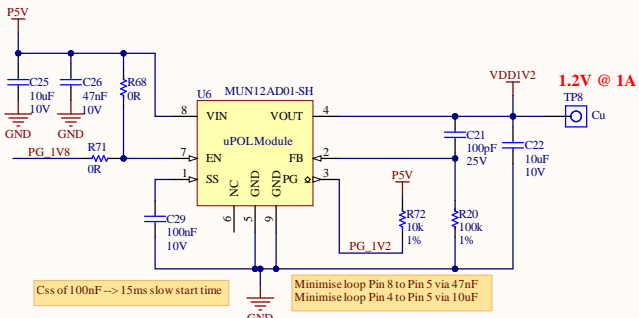 P5V
C25
10uF
10V
GND
C26
47nF
10V
GND
R68
0R
PG_1V8
R71
0R
C29
100nF
10V
U6
MUN12AD01-SH
uPOLModule
8
VIN
7
EN
1
SS
NC
6
GND
5
GND
9
VOUT
4
FB
2
PG
3
P5V
R72
10k
1%
PG_1V2
C21
100pF
25V
R20
100k
1%
C22
10uF
10V
VDD1V2
1.2V @ 1A
TP8
Cu
Css of 100nF --> 15ms slow start time
Minimise loop Pin 8 to Pin 5 via 47nF
Minimise loop Pin 4 to Pin 5 via 10uF
GND